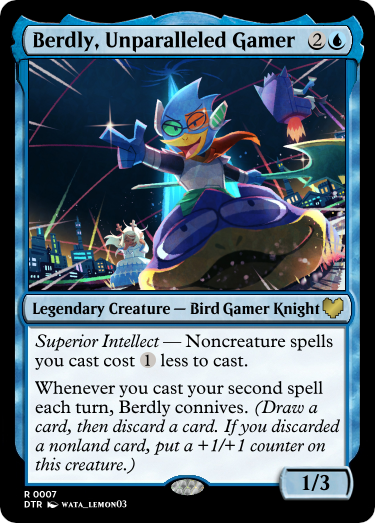 Berdly, Unparalleled Gamer 2
Legendary Creature — Bird Gamer Knight
Superior Intellect — Noncreature spells
you cast cost 1 less to cast.
Whenever you cast your second spell
each turn, Berdly connives. (Draw a
card, then discard a card. If you discarded
a nonland card, put a +1/+1 counter on
this creature.)
1/3
R 0007
DTR WATA_LEMON03